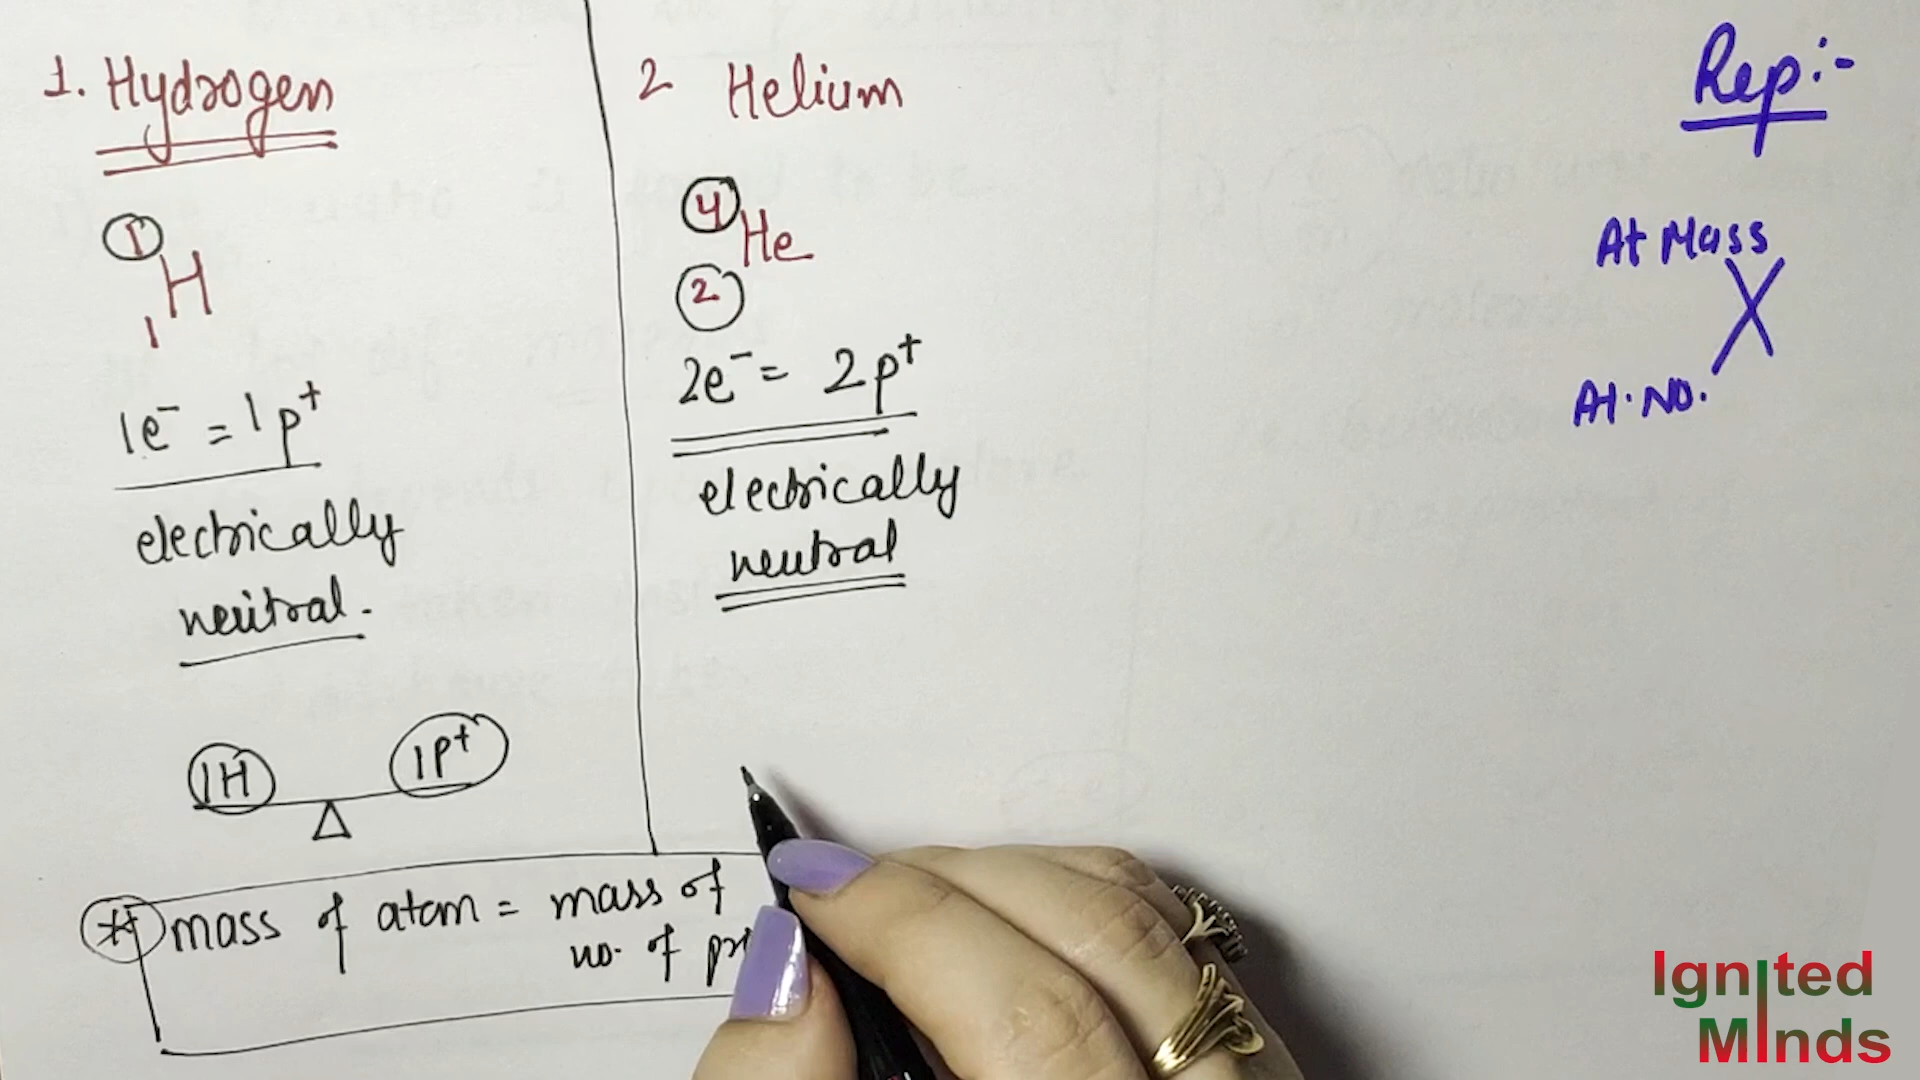 1. Hydrogen
1
H
1
1e⁻ = 1p⁺
electrically
neutral.
1H
1P⁺
2 Helium
4
He
2
2e⁻ = 2p⁺
electrically
neutral
* mass of atom = mass of
no. of
Rep:-
At Mass
X
At. No.
Ignited
Minds